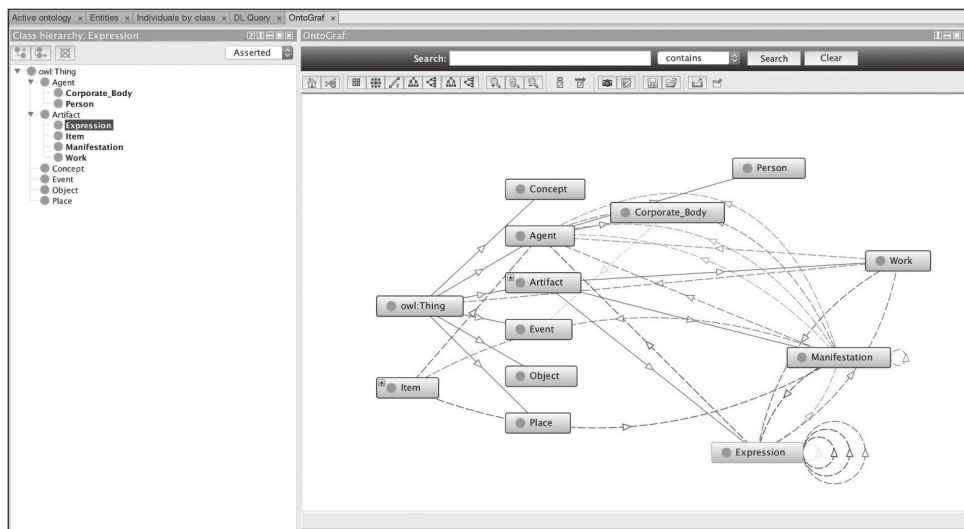 Active ontology × Entities × Individuals by class × DL Query × OntoGraf ×
Class hierarchy: Expression
OntoGraf:
Asserted
Search: contains Search Clear
owl:Thing
Agent
Corporate_Body
Person
Artifact
Expression
Item
Manifestation
Work
Concept
Event
Object
Place
Person
Concept
Corporate_Body
Agent
Work
Artifact
owl:Thing
Event
Manifestation
Object
Item
Place
Expression